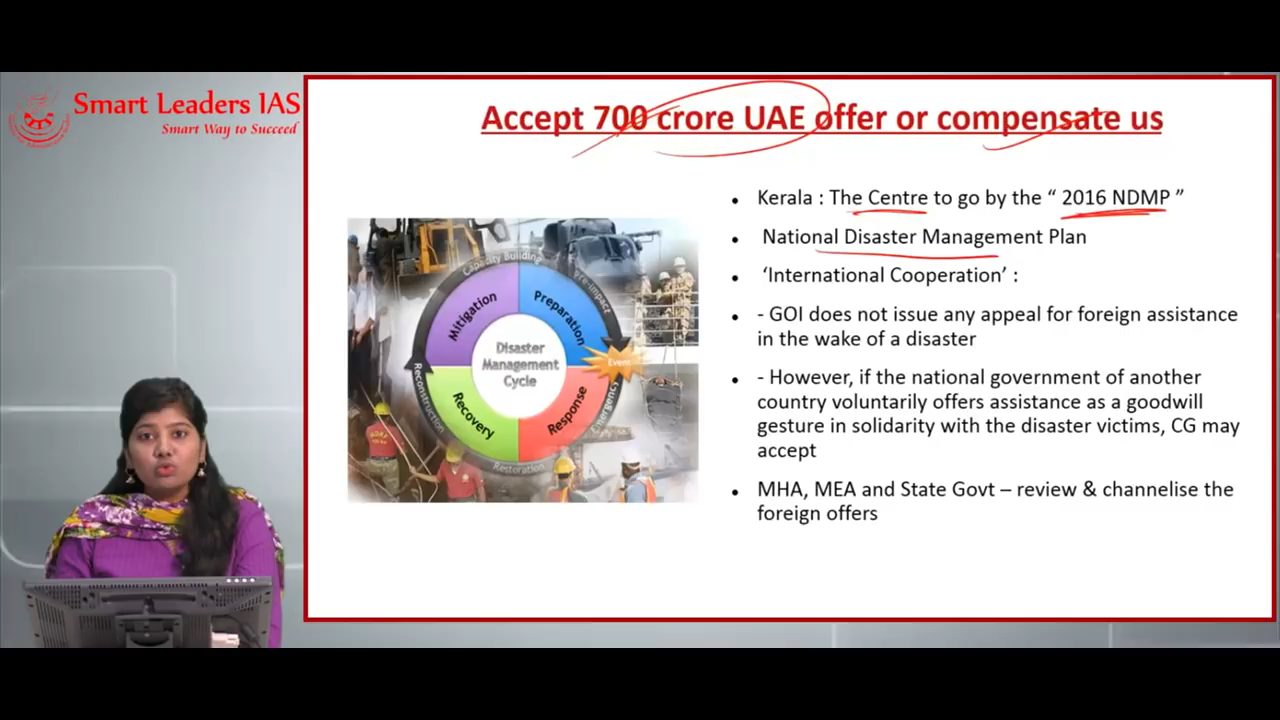 Smart Leaders IAS
Smart Way to Succeed
Accept 700 crore UAE offer or compensate us
• Kerala : The Centre to go by the “ 2016 NDMP ”
• National Disaster Management Plan
• ‘International Cooperation’ :
• - GOI does not issue any appeal for foreign assistance
in the wake of a disaster
• - However, if the national government of another
country voluntarily offers assistance as a goodwill
gesture in solidarity with the disaster victims, CG may
accept
• MHA, MEA and State Govt – review & channelise the
foreign offers
Capacity Building
Pre-impact
Mitigation
Preparation
Disaster
Management
Cycle
Event
Reconstruction
Recovery
Response
Emergency
Restoration